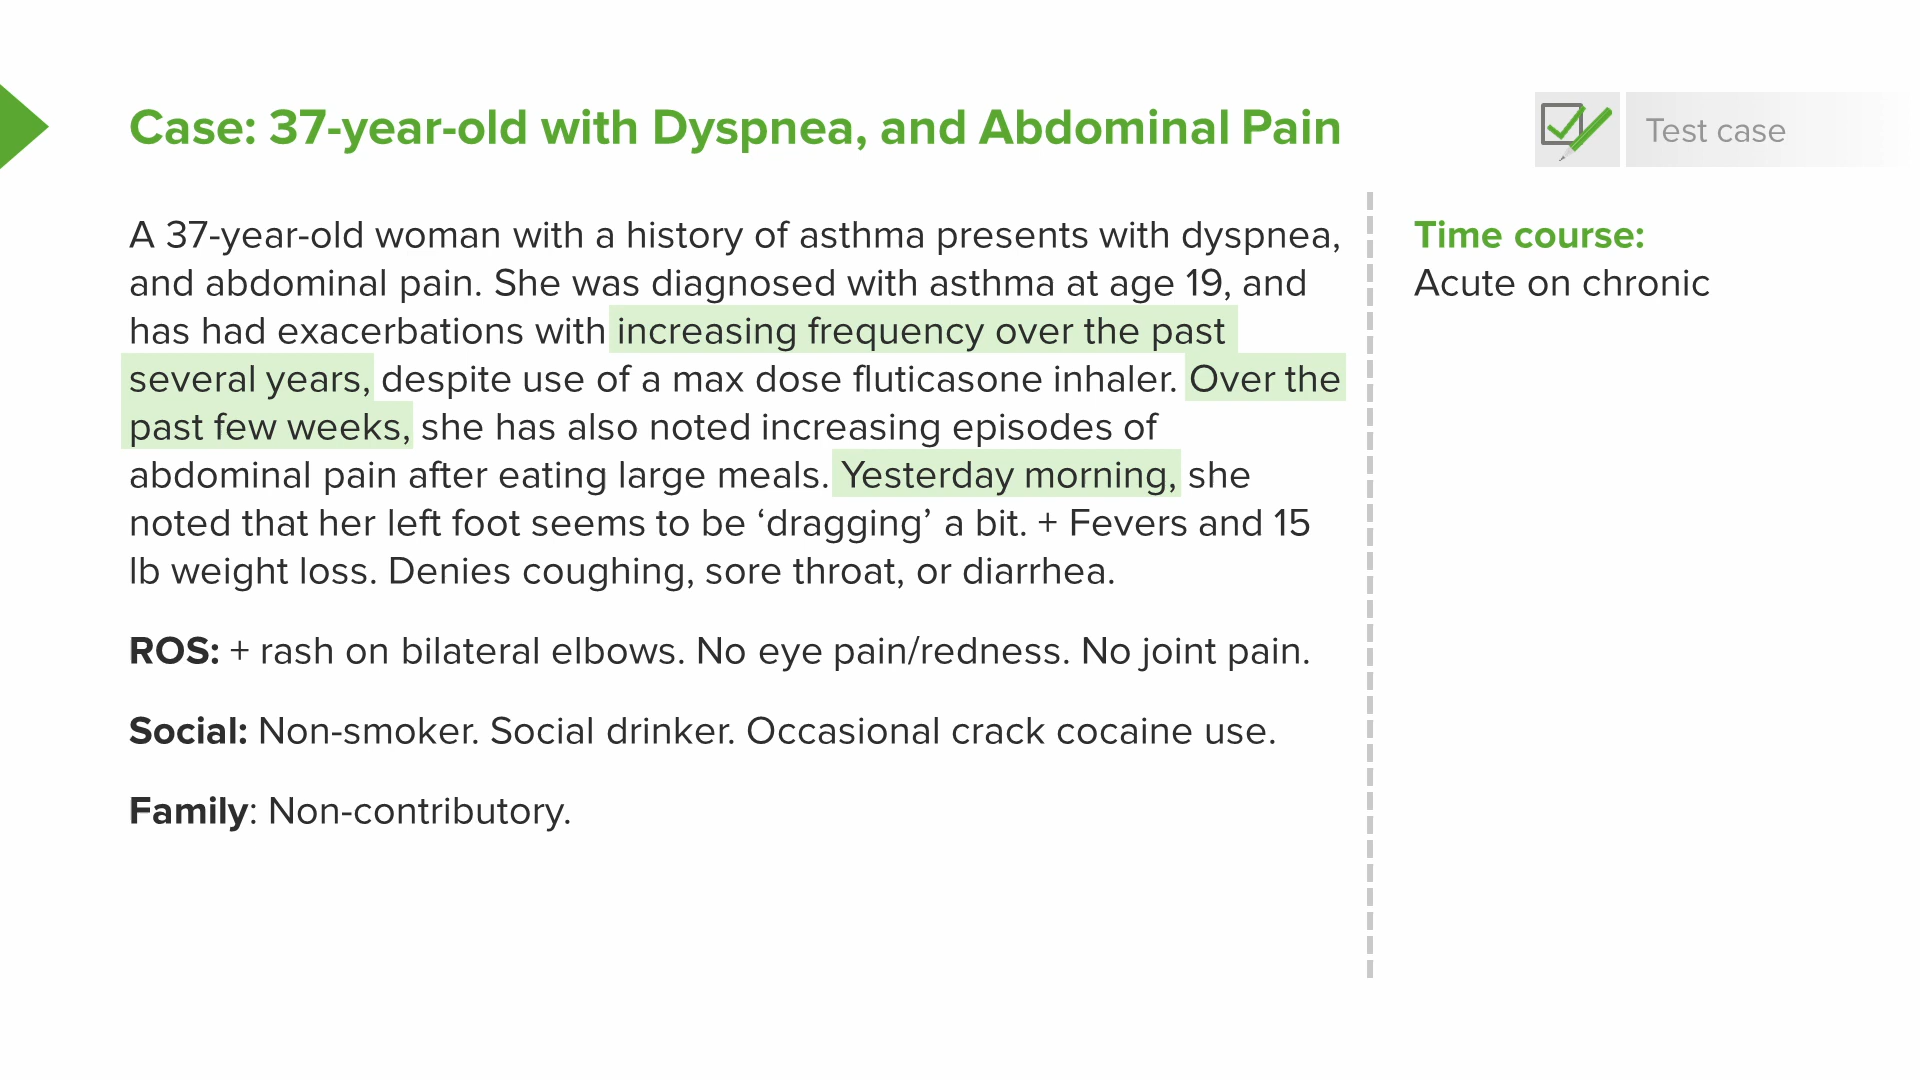 Case: 37-year-old with Dyspnea, and Abdominal Pain
Test case
A 37-year-old woman with a history of asthma presents with dyspnea,
and abdominal pain. She was diagnosed with asthma at age 19, and
has had exacerbations with increasing frequency over the past
several years, despite use of a max dose fluticasone inhaler. Over the
past few weeks, she has also noted increasing episodes of
abdominal pain after eating large meals. Yesterday morning, she
noted that her left foot seems to be ‘dragging’ a bit. + Fevers and 15
lb weight loss. Denies coughing, sore throat, or diarrhea.
ROS: + rash on bilateral elbows. No eye pain/redness. No joint pain.
Social: Non-smoker. Social drinker. Occasional crack cocaine use.
Family: Non-contributory.
Time course:
Acute on chronic